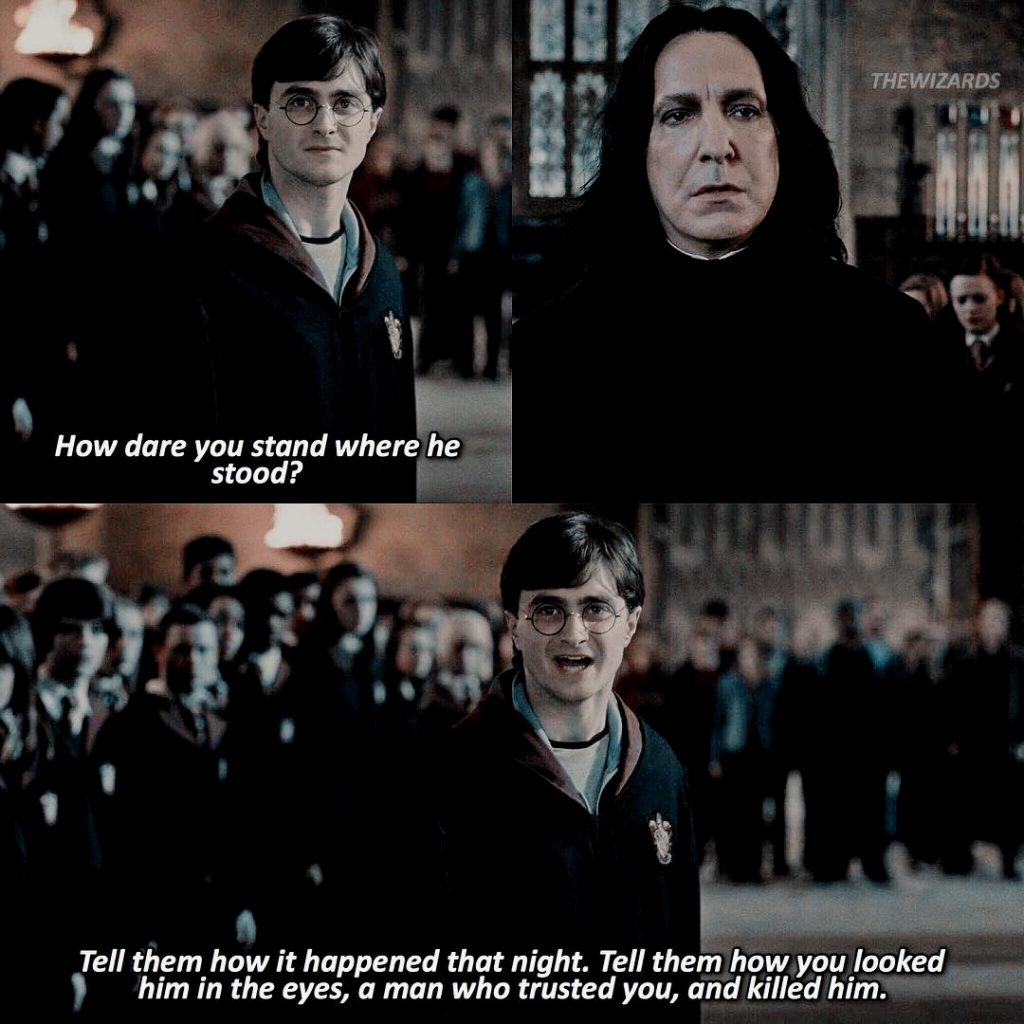 THEWIZARDS
How dare you stand where he
stood?
Tell them how it happened that night. Tell them how you looked
him in the eyes, a man who trusted you, and killed him.